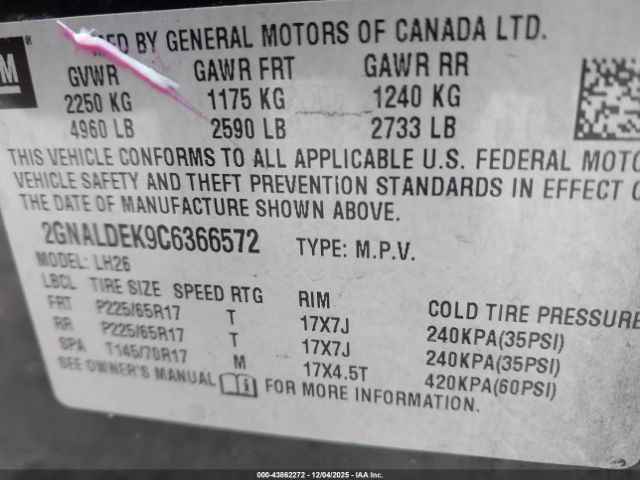 M ®
MFD BY GENERAL MOTORS OF CANADA LTD.
GVWR GAWR FRT GAWR RR
2250 KG 1175 KG 1240 KG
4960 LB 2590 LB 2733 LB
THIS VEHICLE CONFORMS TO ALL APPLICABLE U.S. FEDERAL MOTO
VEHICLE SAFETY AND THEFT PREVENTION STANDARDS IN EFFECT O
THE DATE OF MANUFACTURE SHOWN ABOVE.
2GNALDEK9C6366572 TYPE: M.P.V.
MODEL: LH26
LBCL TIRE SIZE SPEED RTG RIM COLD TIRE PRESSURE
FRT P225/65R17 T 17X7J 240KPA(35PSI)
RR P225/65R17 T 17X7J 240KPA(35PSI)
SPA T145/70R17 M 17X4.5T 420KPA(60PSI)
SEE OWNER'S MANUAL FOR MORE INFORMATION.
000-43862272 - 12/04/2025 - IAA Inc.